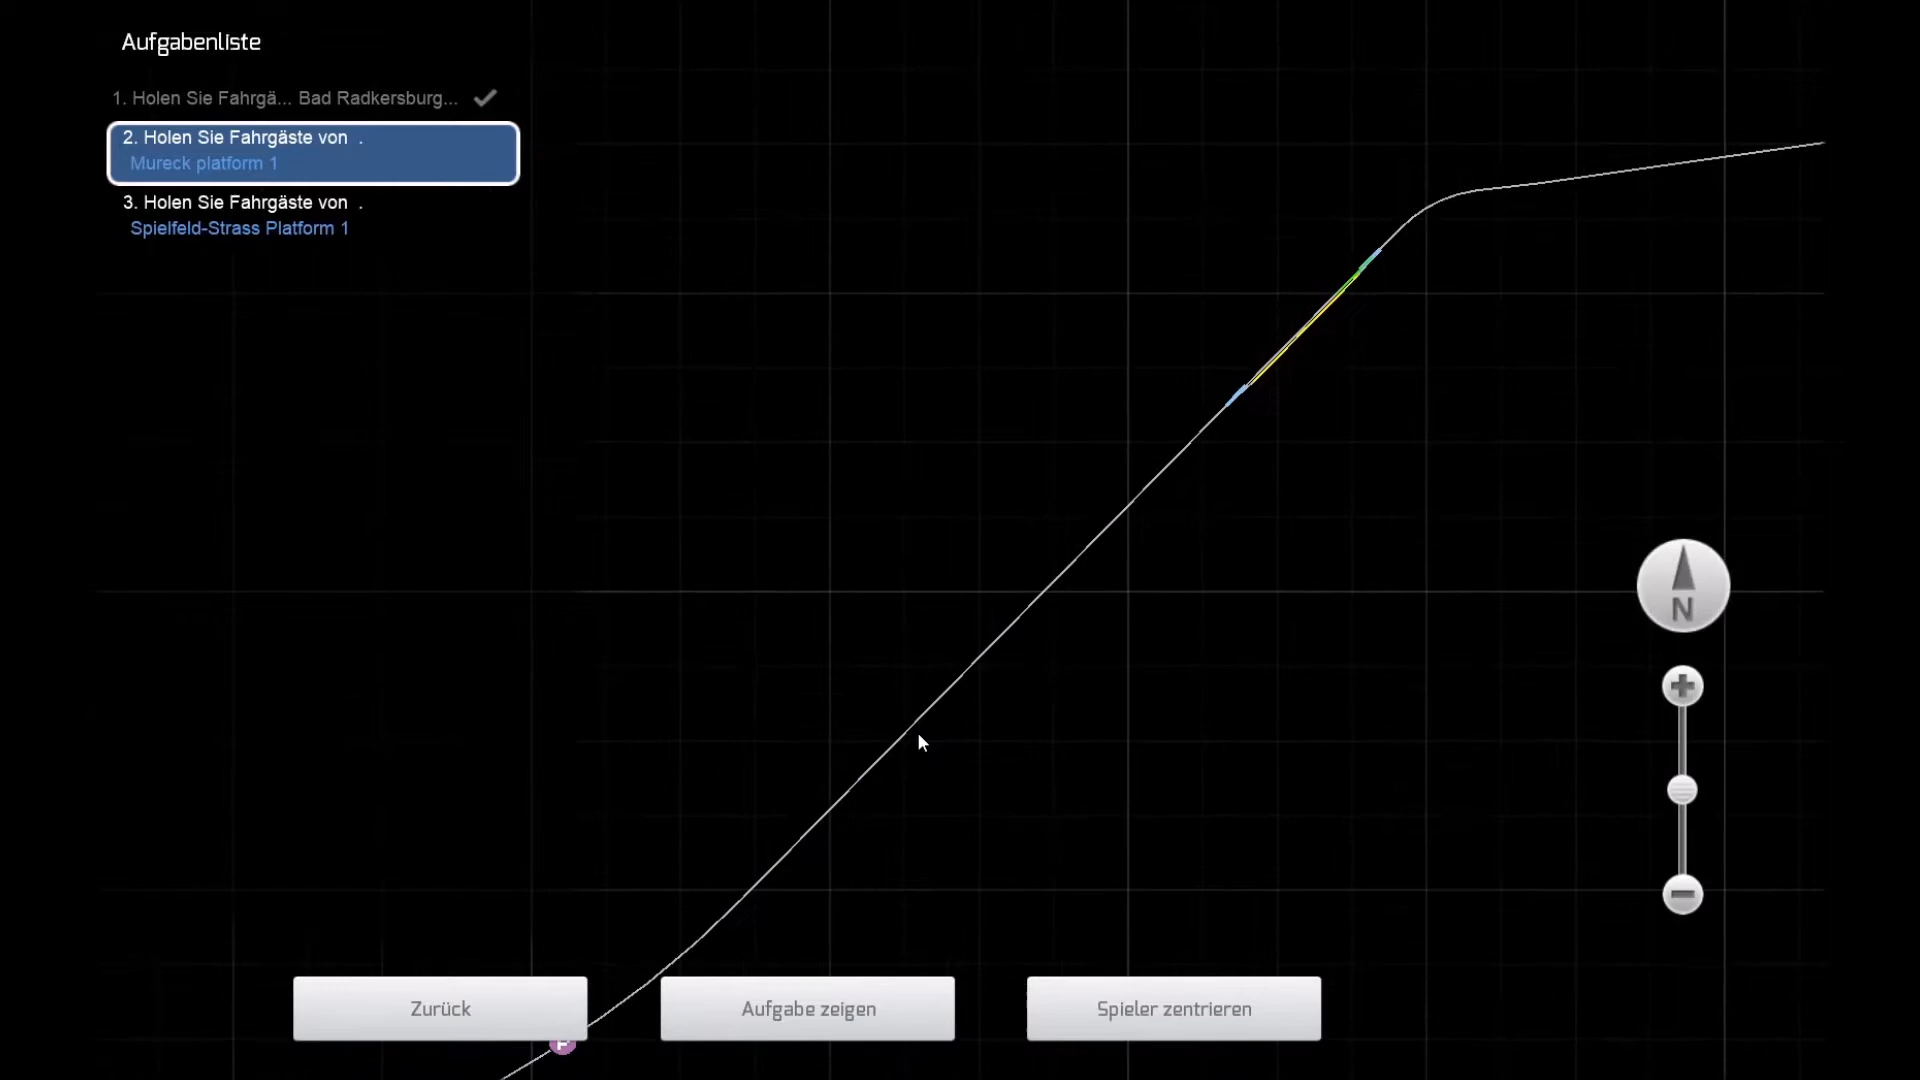 Aufgabenliste
1. Holen Sie Fahrgä... Bad Radkersburg...
2. Holen Sie Fahrgäste von .
Mureck platform 1
3. Holen Sie Fahrgäste von .
Spielfeld-Strass Platform 1
N
Zurück
Aufgabe zeigen
Spieler zentrieren